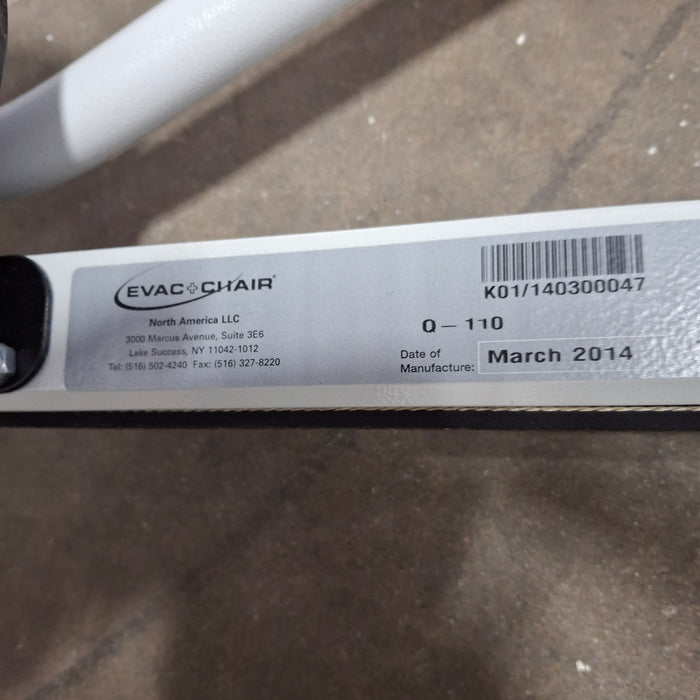 EVAC+CHAIR®
North America LLC
3000 Marcus Avenue, Suite 3E6
Lake Success, NY 11042-1012
Tel: (516) 502-4240 Fax: (516) 327-8220
K01/140300047
Q – 110
Date of
Manufacture:
March 2014